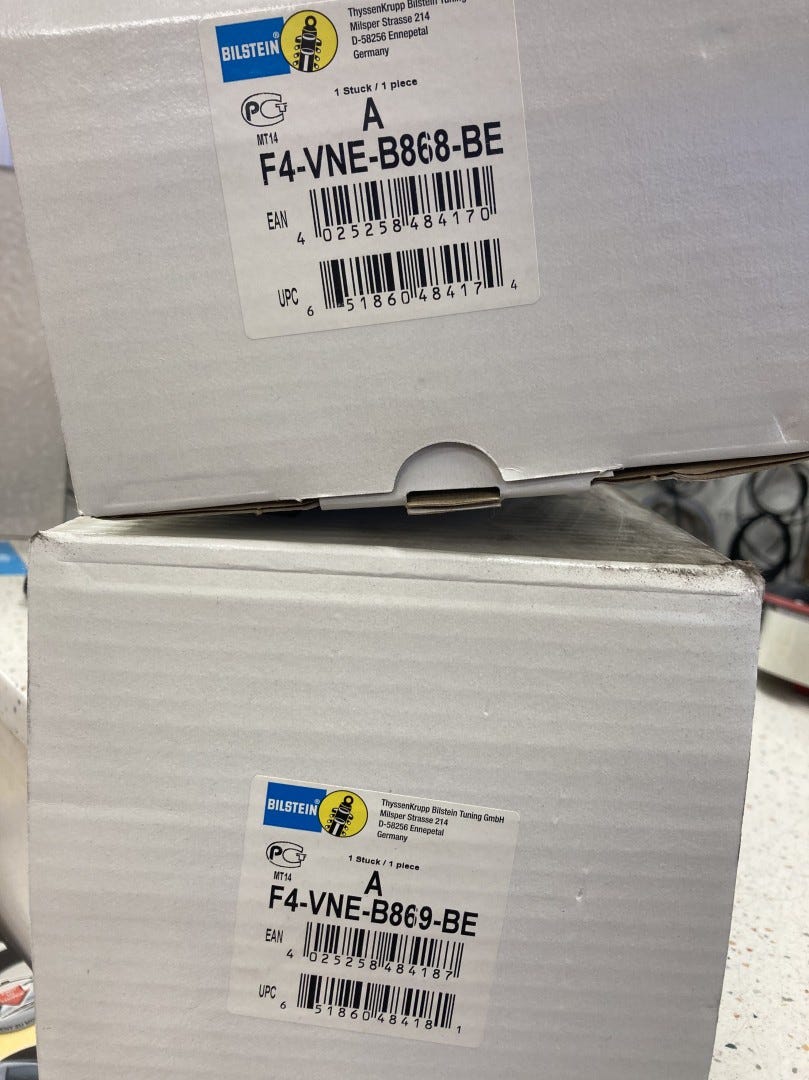 BILSTEIN®
ThyssenKrupp Bilstein Tuning
Milsper Strasse 214
D-58256 Ennepetal
Germany
1 Stuck / 1 piece
MT14
A
F4-VNE-B868-BE
EAN
4 025258 484170
UPC
6 51860 48417 4
BILSTEIN®
ThyssenKrupp Bilstein Tuning GmbH
Milsper Strasse 214
D-58256 Ennepetal
Germany
1 Stuck / 1 piece
MT14
A
F4-VNE-B869-BE
EAN
4 025258 484187
UPC
6 51860 48418 1